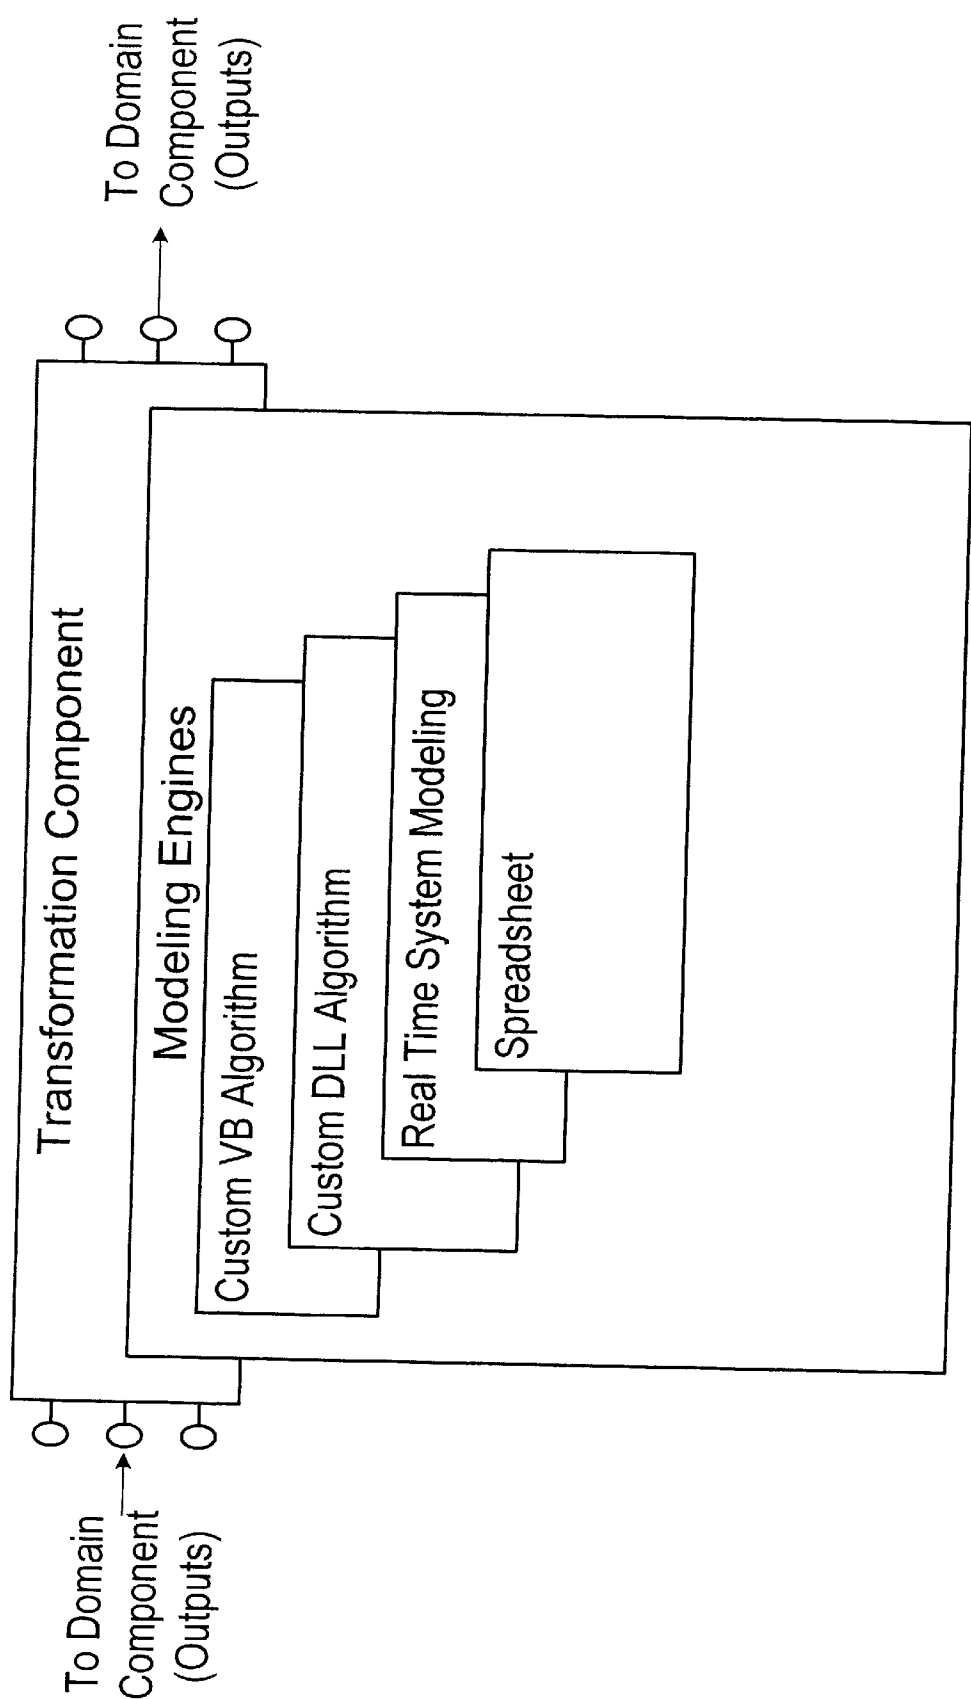 Transformation Component
Modeling Engines
Custom VB Algorithm
Custom DLL Algorithm
Real Time System Modeling
Spreadsheet
To Domain
Component
(Outputs)
To Domain
Component
(Outputs)